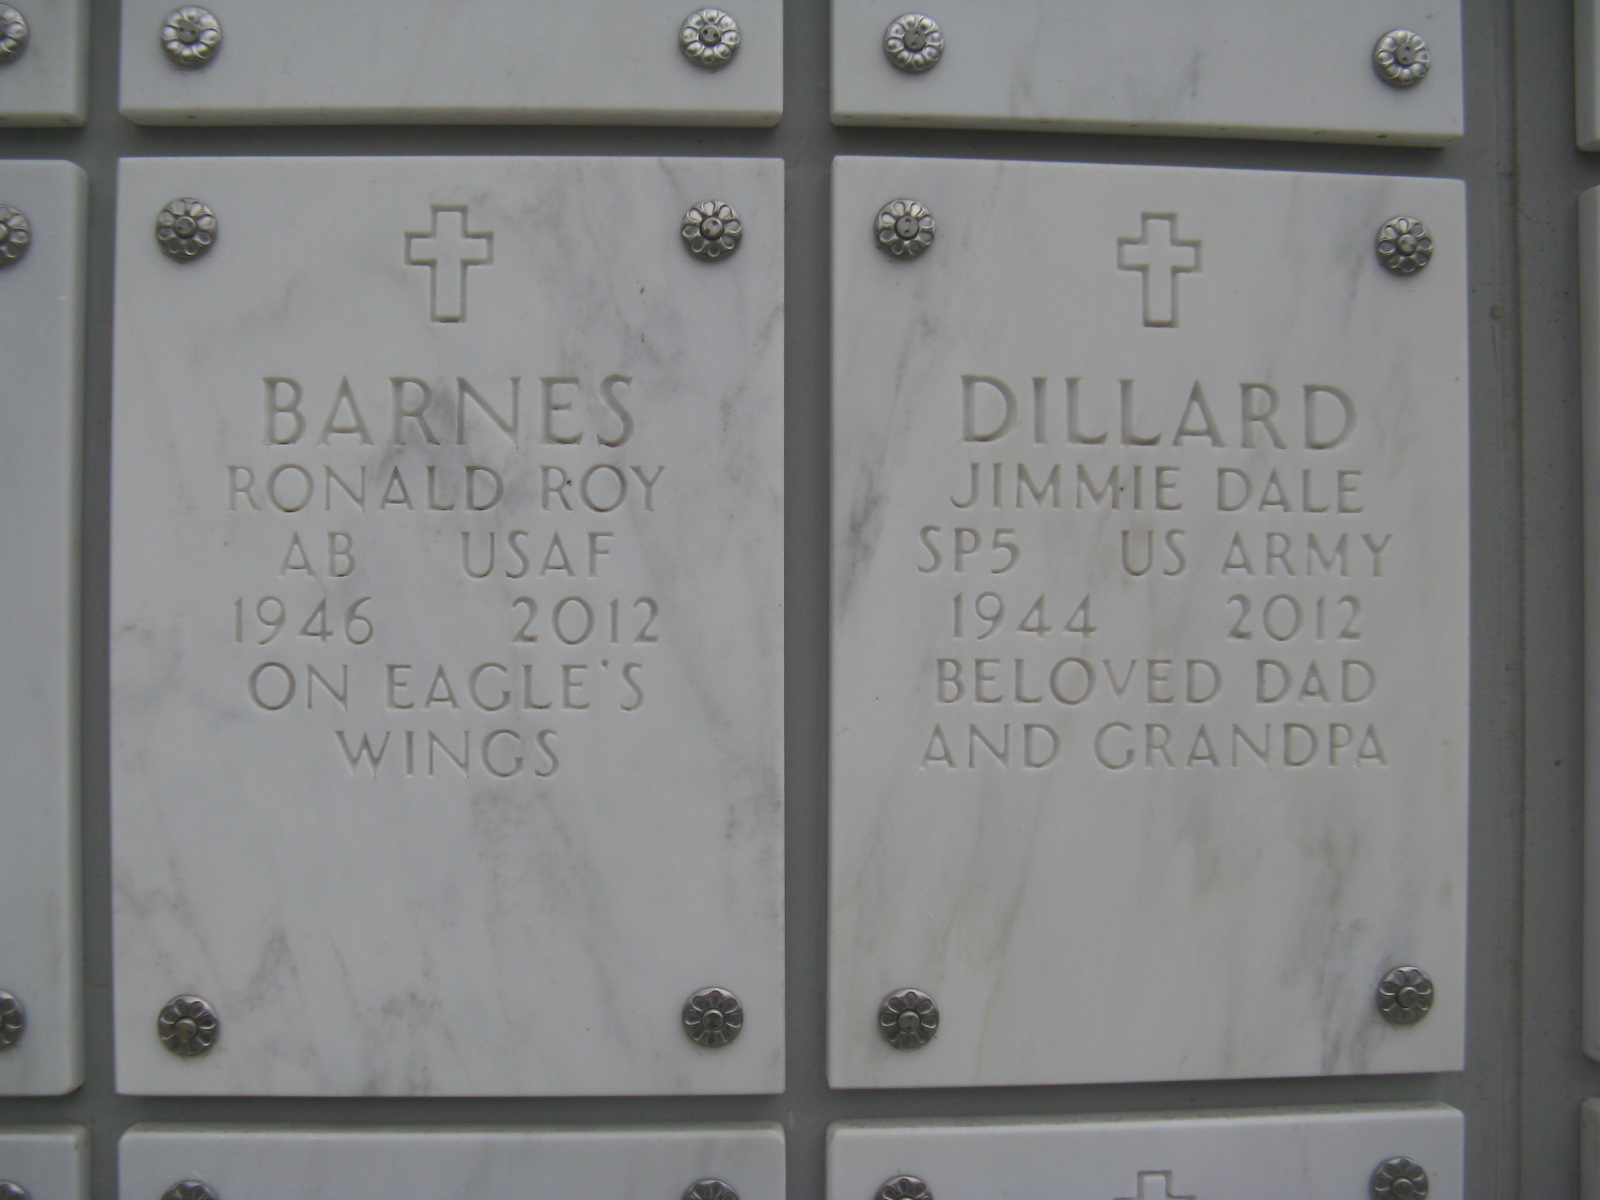 BARNES
RONALD ROY
AB USAF
1946 2012
ON EAGLE'S
WINGS
DILLARD
JIMMIE DALE
SP5 US ARMY
1944 2012
BELOVED DAD
AND GRANDPA